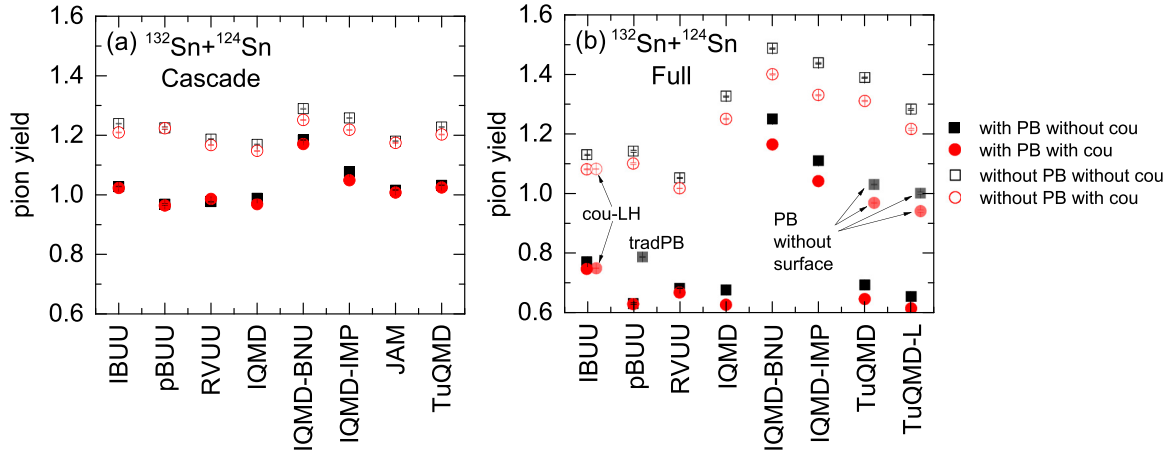 (a) ¹³²Sn+¹²⁴Sn
Cascade
pion yield
1.6
1.4
1.2
1.0
0.8
0.6
IBUU
pBUU
RVUU
IQMD
IQMD-BNU
IQMD-IMP
JAM
TuQMD
(b) ¹³²Sn+¹²⁴Sn
Full
pion yield
1.6
1.4
1.2
1.0
0.8
0.6
cou-LH
tradPB
PB
without
surface
IBUU
pBUU
RVUU
IQMD
IQMD-BNU
IQMD-IMP
TuQMD
TuQMD-L
with PB without cou
with PB with cou
without PB without cou
without PB with cou